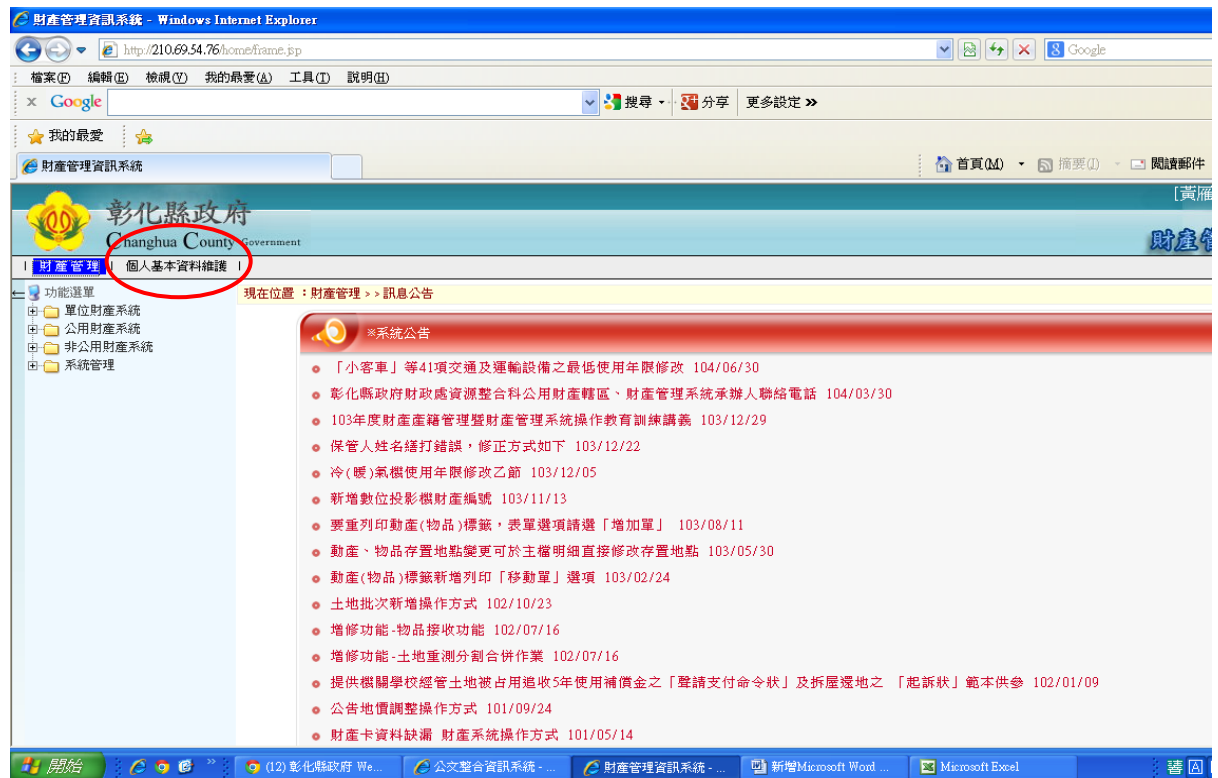 財產管理資訊系統 - Windows Internet Explorer
http://210.69.54.76/home/frame.jsp
Google
檔案(F) 編輯(E) 檢視(V) 我的最愛(A) 工具(T) 說明(H)
x Google 搜尋 分享 更多設定 »
我的最愛
財產管理資訊系統 首頁(M) 摘要(J) 閱讀郵件
[黃雁
彰化縣政府
Changhua County Government
財產管
| 財產管理 | 個人基本資料維護 |
功能選單
單位財產系統
公用財產系統
非公用財產系統
系統管理
現在位置：財產管理>>訊息公告
※系統公告
「小客車」等41項交通及運輸設備之最低使用年限修改 104/06/30
彰化縣政府財政處資源整合科公用財產轄區、財產管理系統承辦人聯絡電話 104/03/30
103年度財產產籍管理暨財產管理系統操作教育訓練講義 103/12/29
保管人姓名繕打錯誤，修正方式如下 103/12/22
冷(暖)氣機使用年限修改乙節 103/12/05
新增數位投影機財產編號 103/11/13
要重列印動產(物品)標籤，表單選項請選「增加單」 103/08/11
動產、物品存置地點變更可於主檔明細直接修改存置地點 103/05/30
動產(物品)標籤新增列印「移動單」選項 103/02/24
土地批次新增操作方式 102/10/23
增修功能-物品接收功能 102/07/16
增修功能-土地重測分割合併作業 102/07/16
提供機關學校經管土地被占用追收5年使用補償金之「聲請支付命令狀」及拆屋還地之 「起訴狀」範本供參 102/01/09
公告地價調整操作方式 101/09/24
財產卡資料缺漏 財產系統操作方式 101/05/14
開始 » (12) 彰化縣政府 We... 公文整合資訊系統 - ... 財產管理資訊系統 - ... 新增Microsoft Word ... Microsoft Excel